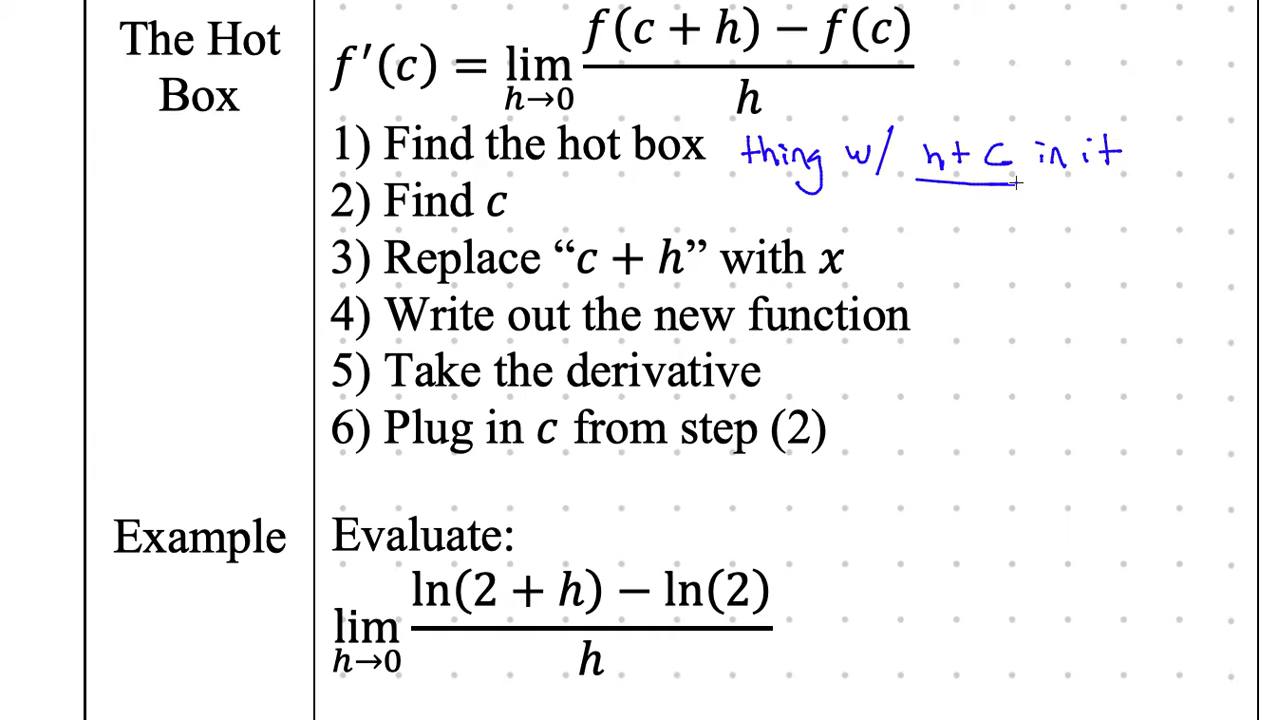 The Hot
Box
f'(c) = lim h→0 f(c + h) − f(c) / h
1) Find the hot box thing w/ h+c in it
2) Find c
3) Replace “c + h” with x
4) Write out the new function
5) Take the derivative
6) Plug in c from step (2)
Example
Evaluate:
lim h→0 ln(2 + h) − ln(2) / h